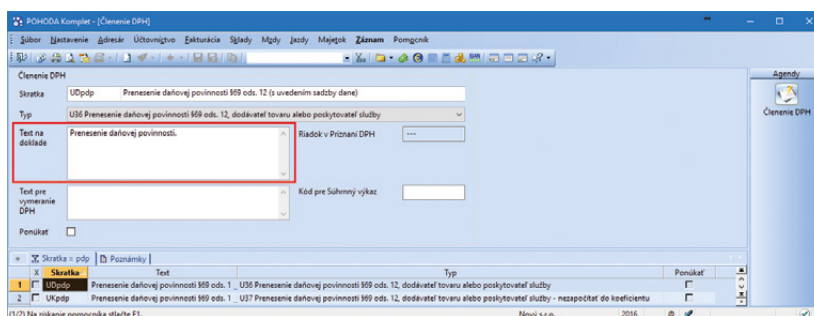 POHODA Komplet - [Členenie DPH]
Súbor Nastavenie Adresár Účtovníctvo Fakturácia Sklady Mzdy Jazdy Majetok Záznam Pomocník
Členenie DPH
Agendy
Skratka UDpdp Prenesenie daňovej povinnosti §69 ods. 12 (s uvedením sadzby dane)
Členenie DPH
Typ U36 Prenesenie daňovej povinnosti §69 ods. 12, dodávateľ tovaru alebo poskytovateľ služby
Text na doklade Prenesenie daňovej povinnosti. Riadok v Priznaní DPH ---
Text pre vymeranie DPH Kód pre Súhrnný výkaz
Ponúkať
Skratka = pdp Poznámky
X Skratka Text Typ Ponúkať
1 UDpdp Prenesenie daňovej povinnosti §69 ods. 1 U36 Prenesenie daňovej povinnosti §69 ods. 12, dodávateľ tovaru alebo poskytovateľ služby
2 UKpdp Prenesenie daňovej povinnosti §69 ods. 1 U37 Prenesenie daňovej povinnosti §69 ods. 12, dodávateľ tovaru alebo poskytovateľ služby - nezapočítať do koeficientu
(1/2) Na získanie pomocníka stlačte F1. Nový s.r.o. 2016